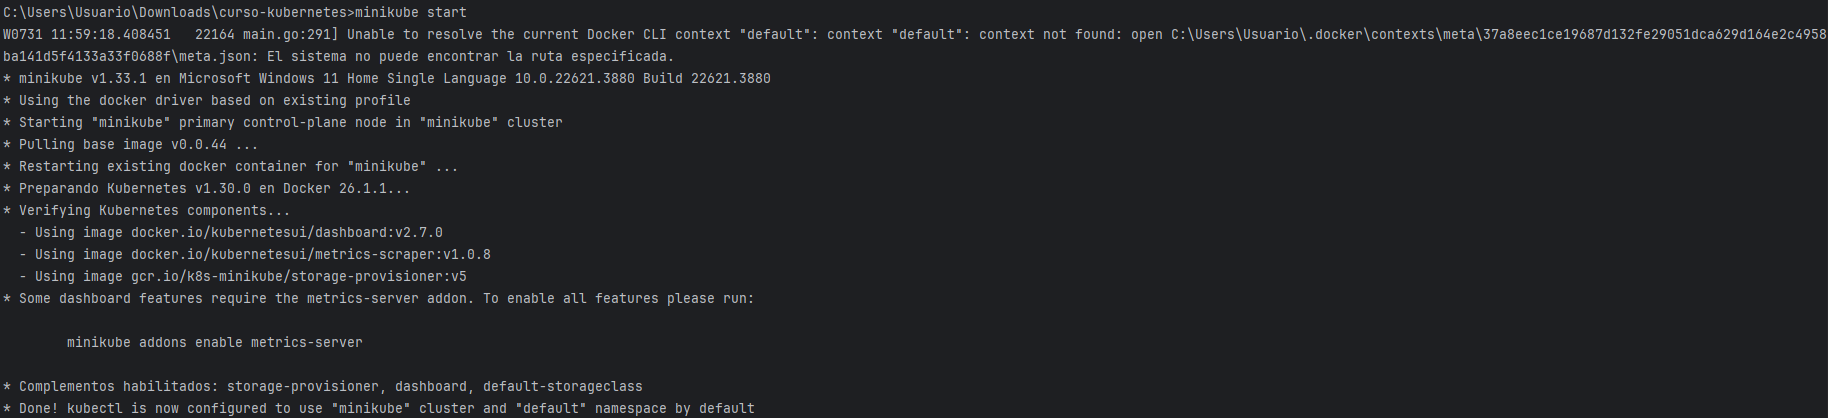 C:\Users\Usuario\Downloads\curso-kubernetes>minikube start
W0731 11:59:18.408451   22164 main.go:291] Unable to resolve the current Docker CLI context "default": context "default": context not found: open C:\Users\Usuario\.docker\contexts\meta\37a8eec1ce19687d132fe29051dca629d164e2c4958
ba141d5f4133a33f0688f\meta.json: El sistema no puede encontrar la ruta especificada.
* minikube v1.33.1 en Microsoft Windows 11 Home Single Language 10.0.22621.3880 Build 22621.3880
* Using the docker driver based on existing profile
* Starting "minikube" primary control-plane node in "minikube" cluster
* Pulling base image v0.0.44 ...
* Restarting existing docker container for "minikube" ...
* Preparando Kubernetes v1.30.0 en Docker 26.1.1...
* Verifying Kubernetes components...
  - Using image docker.io/kubernetesui/dashboard:v2.7.0
  - Using image docker.io/kubernetesui/metrics-scraper:v1.0.8
  - Using image gcr.io/k8s-minikube/storage-provisioner:v5
* Some dashboard features require the metrics-server addon. To enable all features please run:
        minikube addons enable metrics-server
* Complementos habilitados: storage-provisioner, dashboard, default-storageclass
* Done! kubectl is now configured to use "minikube" cluster and "default" namespace by default